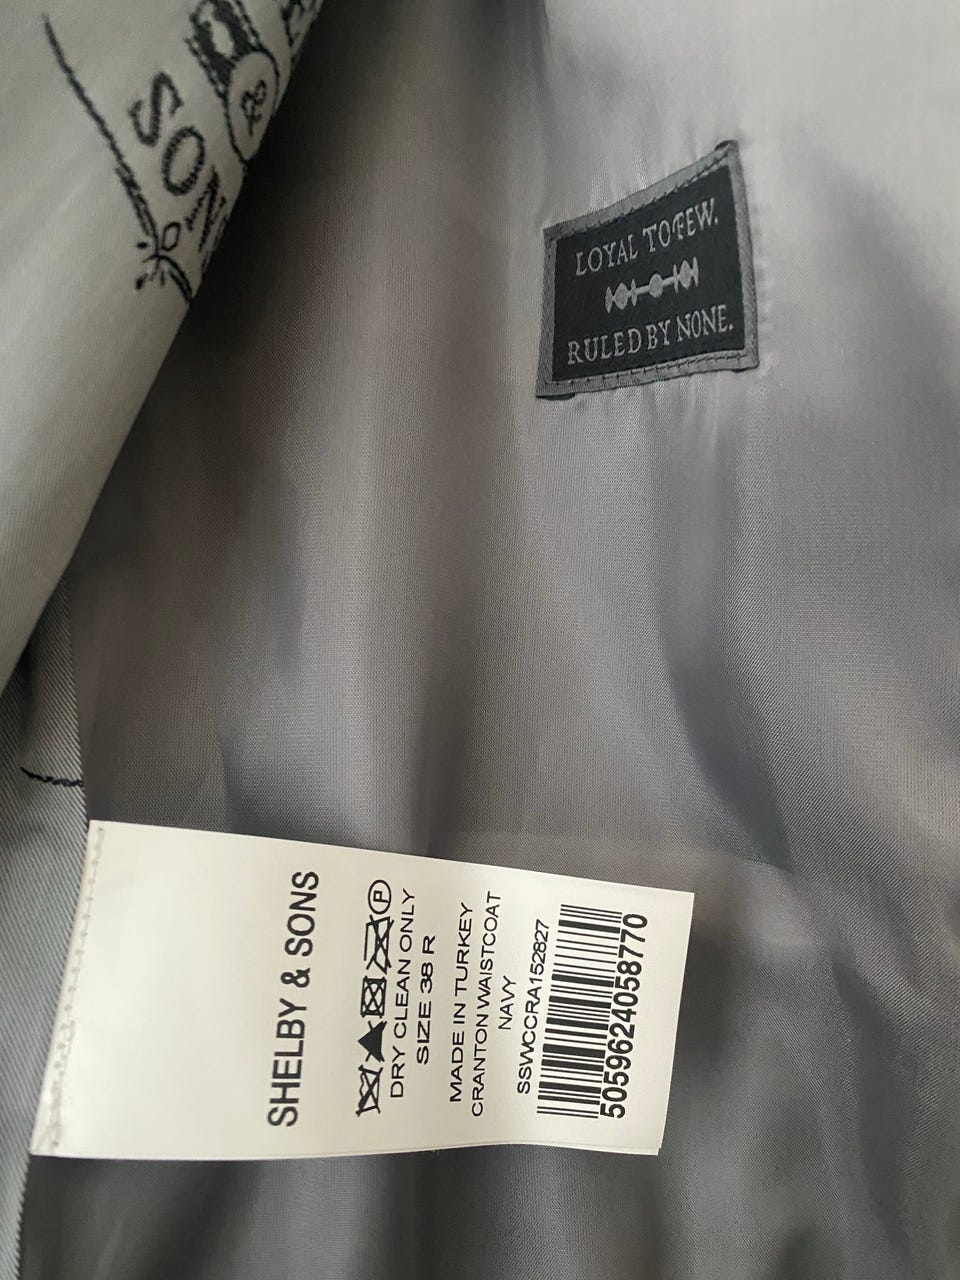 SON
LOYAL TO FEW.
RULED BY NONE.
SHELBY & SONS
P
DRY CLEAN ONLY
SIZE 38 R
MADE IN TURKEY
CRANTON WAISTCOAT
NAVY
SSWCCRA152827
5059624058770